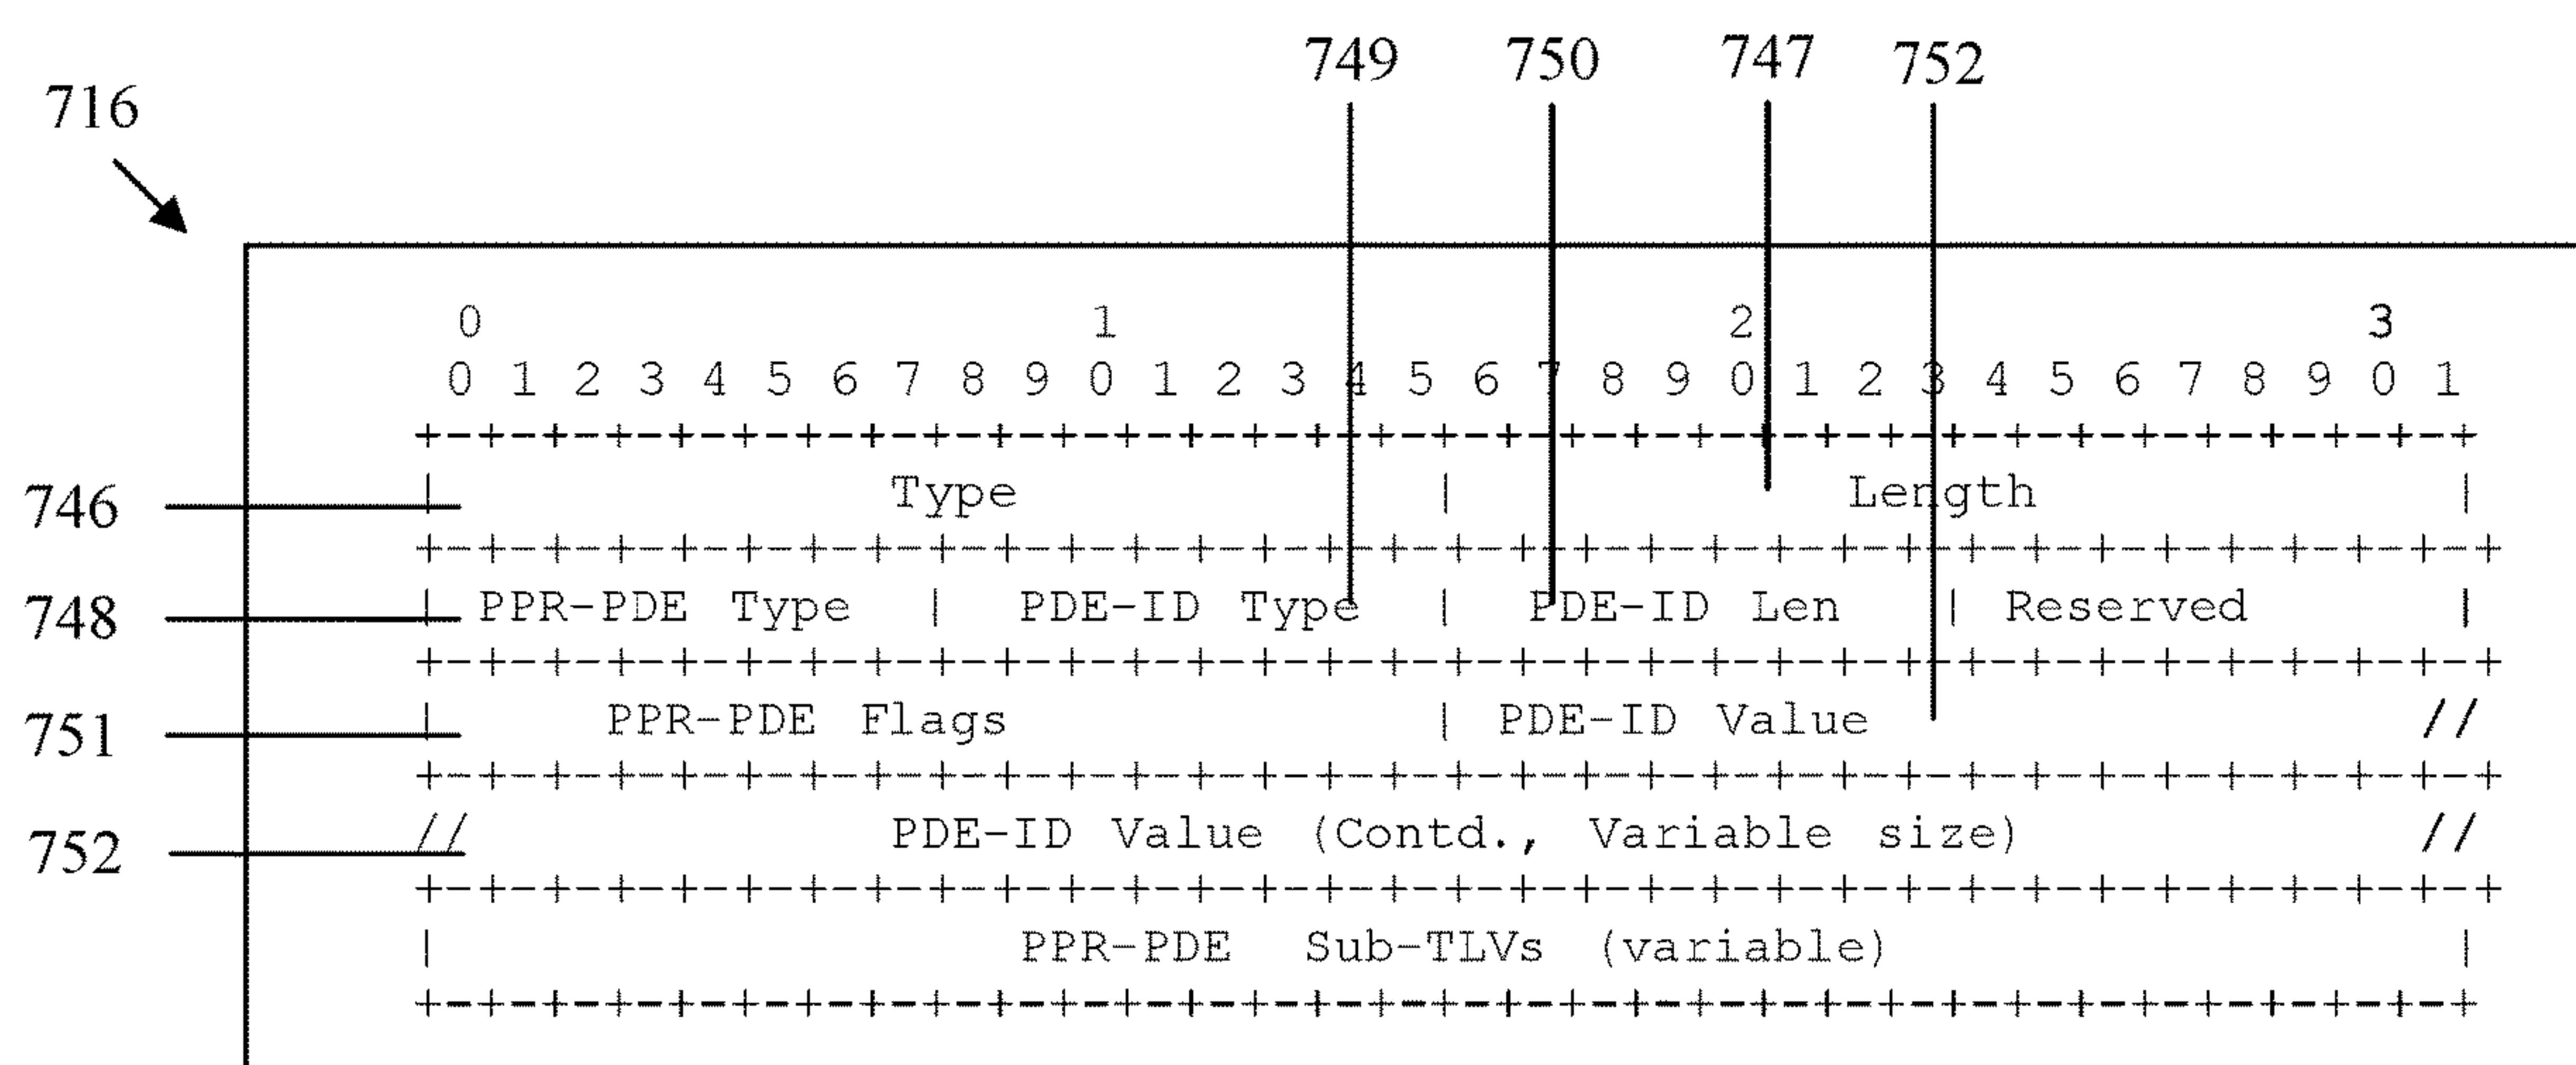 749 750 747 752
716
0 1 2 3
0 1 2 3 4 5 6 7 8 9 0 1 2 3 4 5 6 7 8 9 0 1 2 3 4 5 6 7 8 9 0 1
+-+-+-+-+-+-+-+-+-+-+-+-+-+-+-+-+-+-+-+-+-+-+-+-+-+-+-+-+-+-+-+-+
746 | Type | Length |
+-+-+-+-+-+-+-+-+-+-+-+-+-+-+-+-+-+-+-+-+-+-+-+-+-+-+-+-+-+-+-+-+
748 | PPR-PDE Type | PDE-ID Type | PDE-ID Len | Reserved |
+-+-+-+-+-+-+-+-+-+-+-+-+-+-+-+-+-+-+-+-+-+-+-+-+-+-+-+-+-+-+-+-+
751 | PPR-PDE Flags | PDE-ID Value //
+-+-+-+-+-+-+-+-+-+-+-+-+-+-+-+-+-+-+-+-+-+-+-+-+-+-+-+-+-+-+-+-+
752 // PDE-ID Value (Contd., Variable size) //
+-+-+-+-+-+-+-+-+-+-+-+-+-+-+-+-+-+-+-+-+-+-+-+-+-+-+-+-+-+-+-+-+
| PPR-PDE Sub-TLVs (variable) |
+-+-+-+-+-+-+-+-+-+-+-+-+-+-+-+-+-+-+-+-+-+-+-+-+-+-+-+-+-+-+-+-+